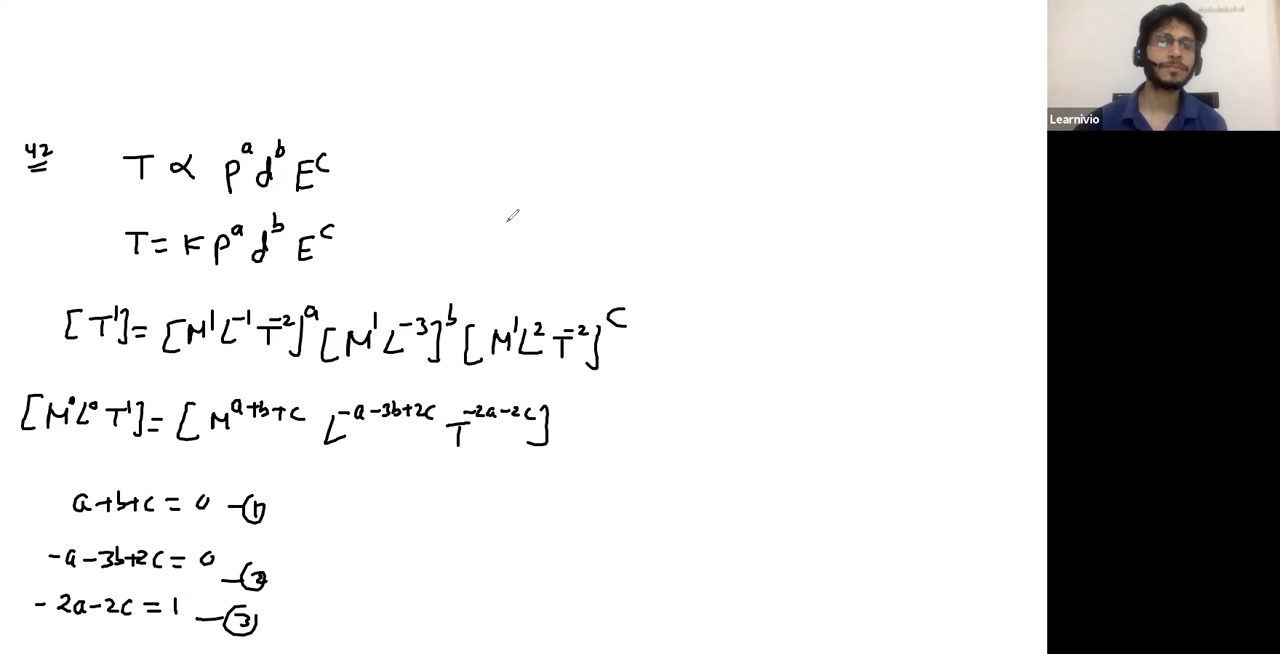 42 T ∝ P^a d^b E^c
T = K P^a d^b E^c
[T^1] = [M^1 L^-1 T^-2]^a [M^1 L^-3]^b [M^1 L^2 T^-2]^c
[M^0 L^0 T^1] = [M^a+b+c L^-a-3b+2c T^-2a-2c]
a+b+c = 0 —①
-a-3b+2c = 0 —②
-2a-2c = 1 —③
Learnivio